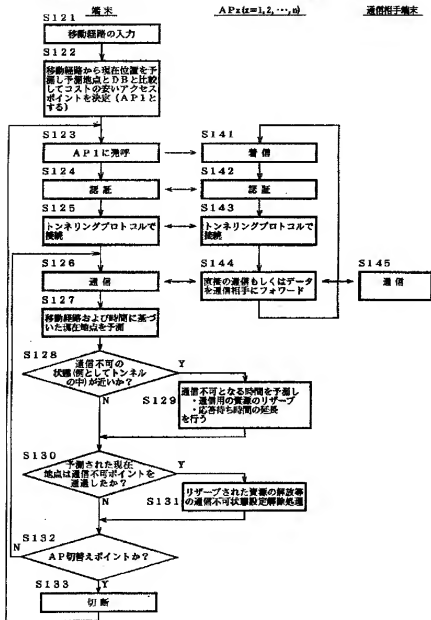 端末
APz(z=1,2,…,n)
通信相手端末
S121
移動経路の入力
S122
移動経路から現在位置を予
測し予測地点とDBと比較
してコストの安いアクセス
ポイントを決定(AP1と
する)
S123
AP1に発呼
S141
着信
S124
認証
S142
認証
S125
トンネリングプロトコルで
接続
S143
トンネリングプロトコルで
接続
S126
通信
S144
直接の通信もしくはデータ
を通信相手にフォワード
S145
通信
S127
移動経路および時間に基づ
いた現在地点を予測
S128
通信不可の
状態(例としてトンネル
の中)が近いか?
Y
N
S129
通信不可となる時間を予測し
・通信用の資源のリザーブ
・応答待ち時間の延長
を行う
S130
予測された現在
地点は通信不可ポイントを
通過したか?
Y
N
S131
リザーブされた資源の解放等
の通信不可状態設定解除処理
S132
AP切替えポイントか?
N
Y
S133
切断